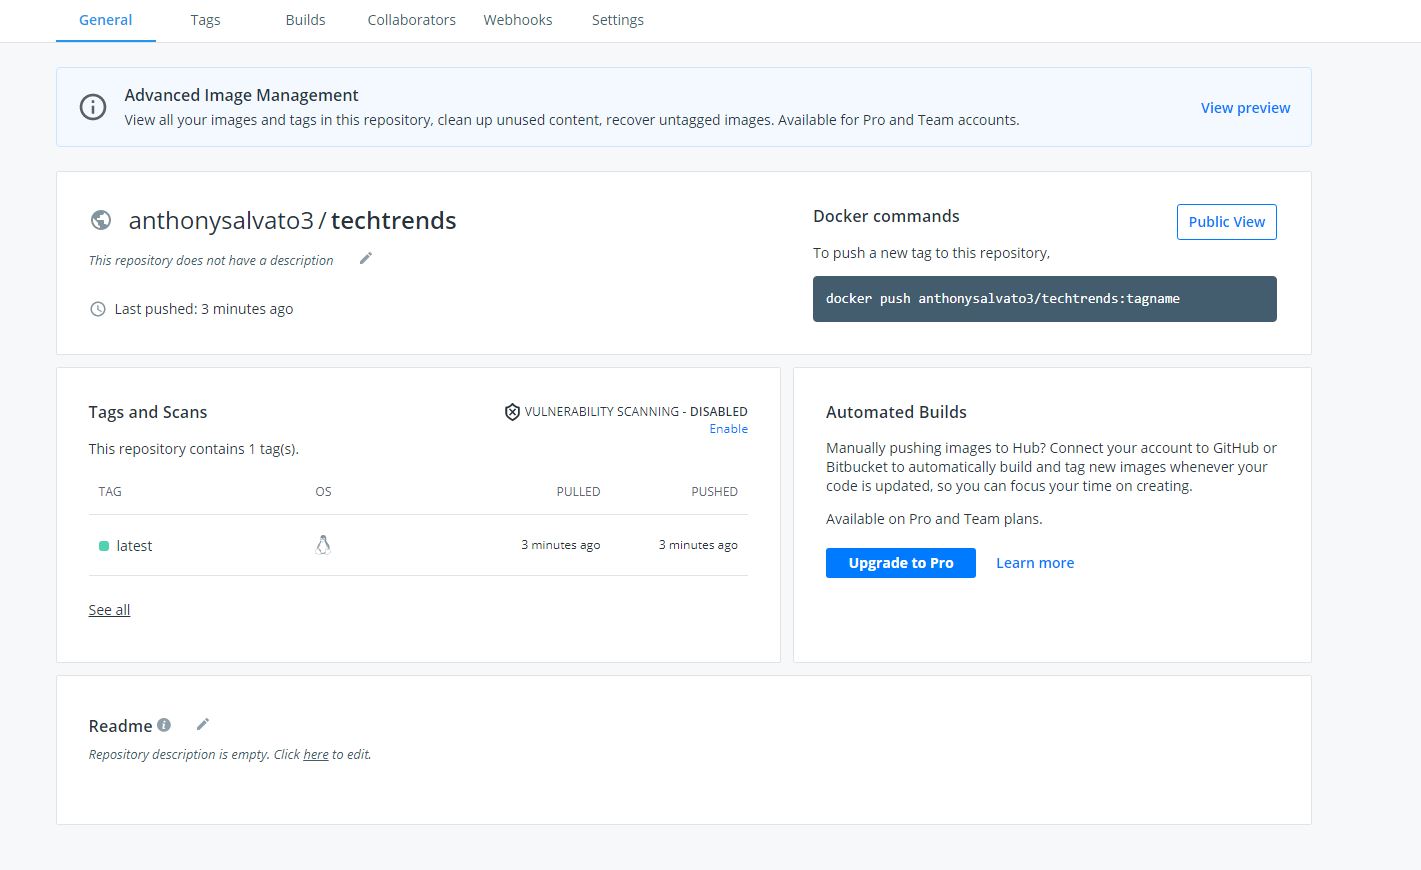 General Tags Builds Collaborators Webhooks Settings
Advanced Image Management
View all your images and tags in this repository, clean up unused content, recover untagged images. Available for Pro and Team accounts.
View preview
anthonysalvato3 / techtrends
This repository does not have a description
Last pushed: 3 minutes ago
Docker commands
Public View
To push a new tag to this repository,
docker push anthonysalvato3/techtrends:tagname
Tags and Scans
VULNERABILITY SCANNING - DISABLED
Enable
This repository contains 1 tag(s).
TAG OS PULLED PUSHED
latest 3 minutes ago 3 minutes ago
See all
Automated Builds
Manually pushing images to Hub? Connect your account to GitHub or
Bitbucket to automatically build and tag new images whenever your
code is updated, so you can focus your time on creating.
Available on Pro and Team plans.
Upgrade to Pro Learn more
Readme
Repository description is empty. Click here to edit.